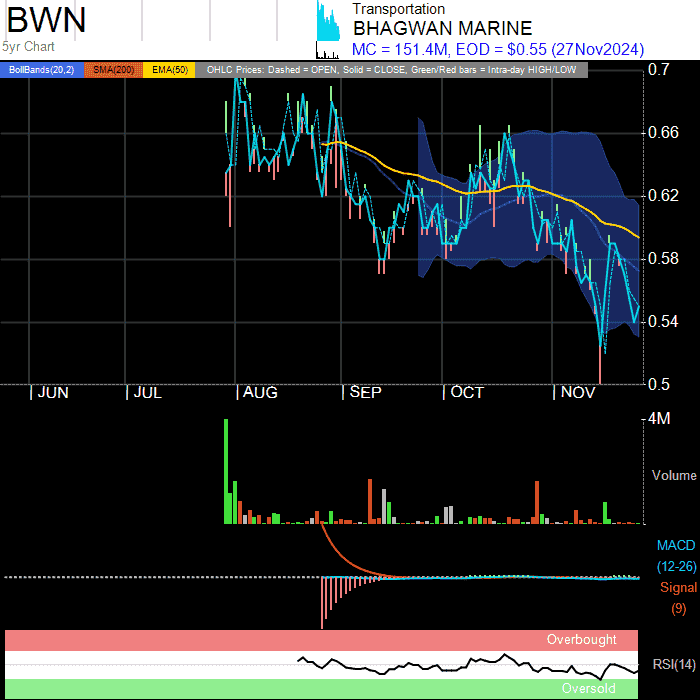 BWN
5yr Chart
Transportation
BHAGWAN MARINE
MC = 151.4M, EOD = $0.55 (27Nov2024)
BollBands(20,2) SMA(200) EMA(50) OHLC Prices: Dashed = OPEN, Solid = CLOSE, Green/Red bars = Intra-day HIGH/LOW
0.7
0.66
0.62
0.58
0.54
0.5
JUN JUL AUG SEP OCT NOV
4M
Volume
MACD
(12-26)
Signal
(9)
Overbought
RSI(14)
Oversold